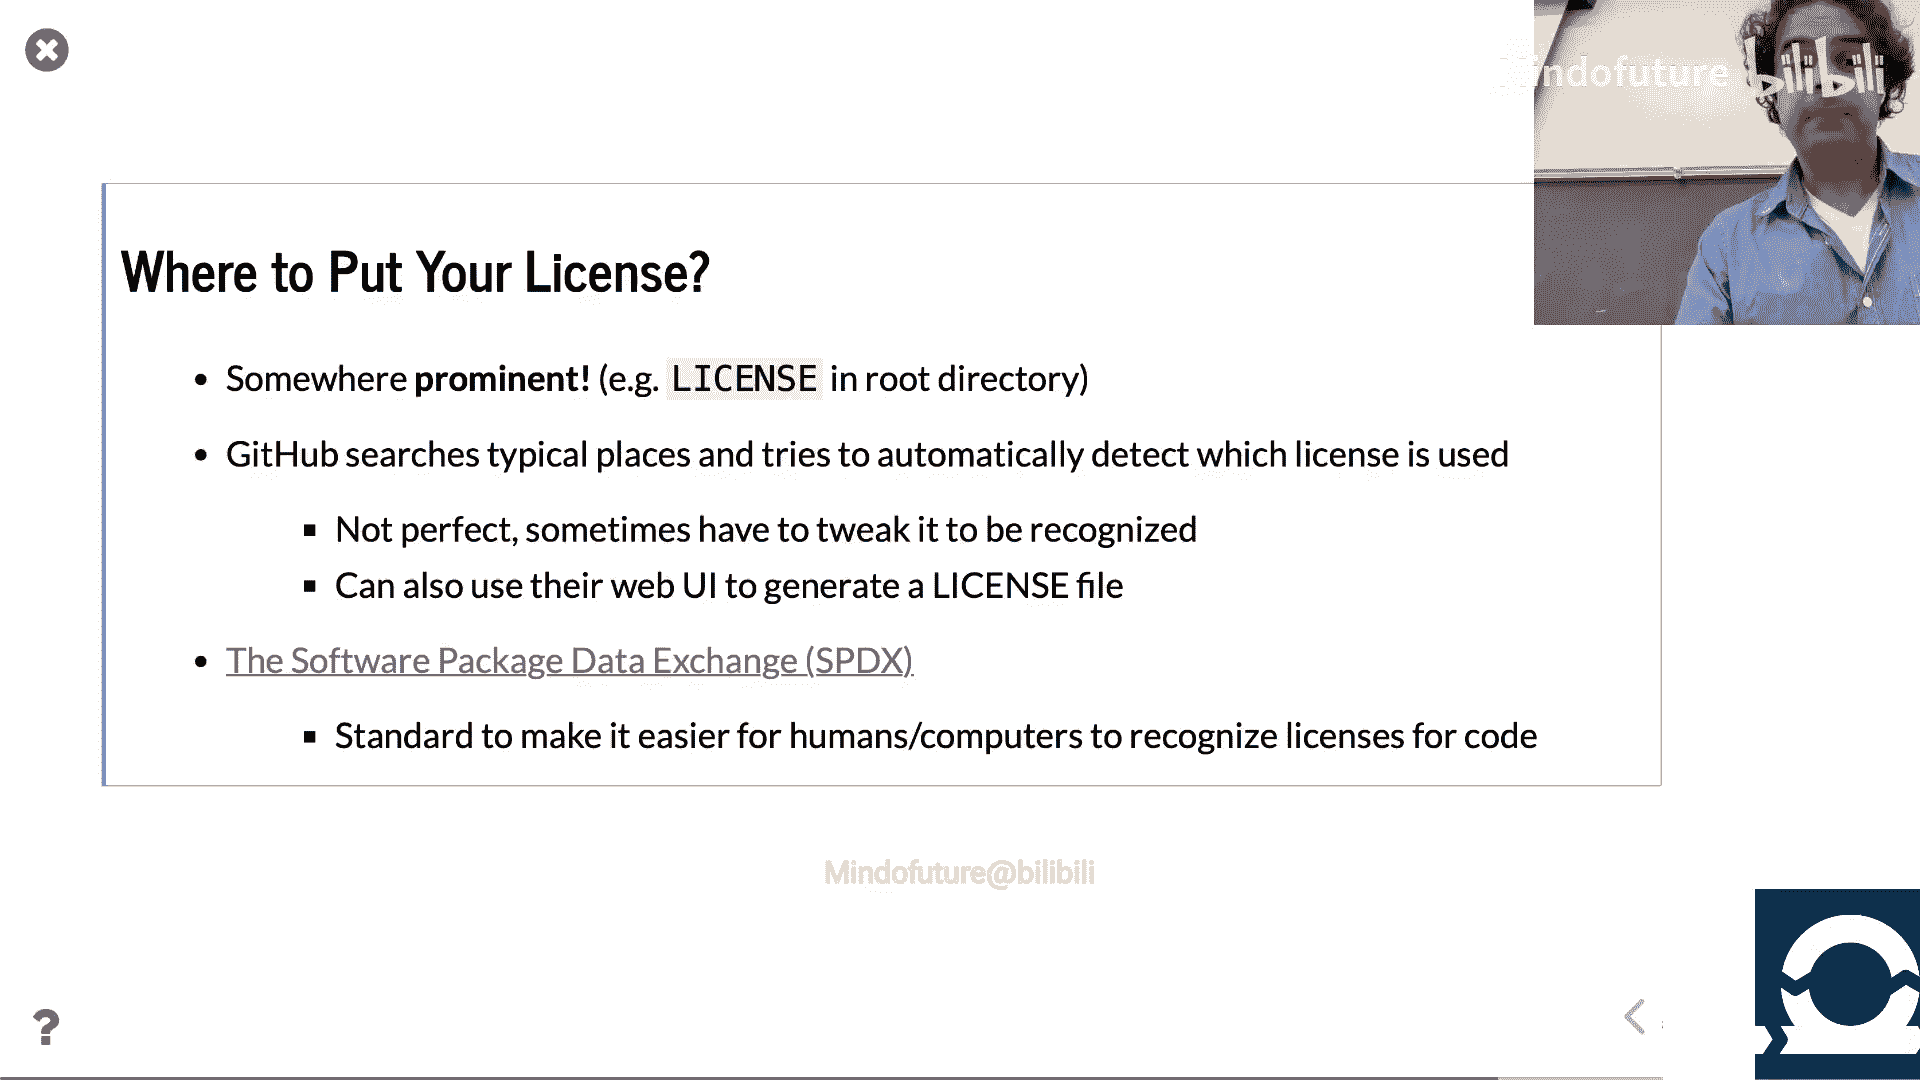 indofuture bilibili
Where to Put Your License?
Somewhere prominent! (e.g. LICENSE in root directory)
GitHub searches typical places and tries to automatically detect which license is used
Not perfect, sometimes have to tweak it to be recognized
Can also use their web UI to generate a LICENSE file
The Software Package Data Exchange (SPDX)
Standard to make it easier for humans/computers to recognize licenses for code
Mindofuture@bilibili
?